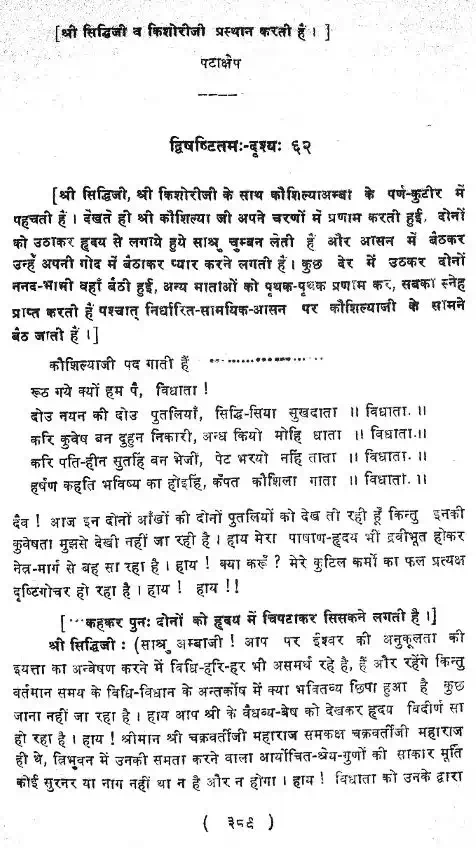 [श्री सिद्धिजी व किशोरीजी प्रस्थान करती हैं। ]
पटाक्षेप
द्विषष्टितमः-दृश्यः ६२
[श्री सिद्धिजी, श्री किशोरीजी के साथ कौशिल्याअम्बा के पर्ण-कुटीर में
पहचती हैं। देखते ही श्री कौशिल्या जी अपने चरणों में प्रणाम करती हुई, दोनों
को उठाकर हृदय से लगाये हुये साश्रु चुम्बन लेती हैं और आसन में बैठकर
उन्हें अपनी गोद में बैठाकर प्यार करने लगती हैं। कुछ देर में उठकर दोनों
ननद-भाभी वहाँ बैठी हुई, अन्य माताओं को पृथक-पृथक प्रणाम कर, सबका स्नेह
प्राप्त करती हैं पश्चात् निर्धारित-सामयिक-आसन पर कौशिल्याजी के सामने
बैठ जाती हैं।]
कौशिल्याजी पद गाती हैं ................
रूठ गये क्यों हम पै, विधाता !
दोउ नयन की दोउ पुतलियाँ, सिद्धि-सिया सुखदाता ।। विधाता.।।
करि कुवेष बन दुहुन निकारी, अन्ध कियो मोहि धाता ।। विधाता.।।
करि पति-हीन सुतहिं बन भेजीं, पेट भरयो नहिं ताता ।। विधाता.।।
हर्षण कहति भविष्य का होइहि, कँपत कौशिला गाता ।। विधाता.।।
दैव ! आज इन दोनों आँखों की दोनों पुतलियों को देख तो रही हूँ किन्तु इनकी
कुवेषता मुझसे देखी नहीं जा रही है। हाय मेरा पाषाण-हृदय भी द्रवीभूत होकर
नेत्र-मार्ग से बह सा रहा है। हाय ! क्या करूँ ? मेरे कुटिल कर्मों का फल प्रत्यक्ष
दृष्टिगोचर हो रहा है। हाय ! हाय !!
[...कहकर पुनः दोनों को हृदय में चिपटाकर सिसकने लगती है।]
श्री सिद्धिजी : (साश्रु अम्बाजी ! आप पर ईश्वर की अनुकूलता की
इयत्ता का अन्वेषण करने में विधि-हरि-हर भी असमर्थ रहे है, हैं और रहेंगे किन्तु
वर्तमान समय के विधि-विधान के अन्तर्कोष में क्या भवितव्य छिपा हुआ है कुछ
जाना नहीं जा रहा है। हाय आप श्री के वैधव्य-बेष को देखकर हृदय विदीर्ण सा
हो रहा है। हाय ! श्रीमान श्री चक्रवर्तीजी महाराज समकक्ष चक्रवर्तीजी महाराज
ही थे, त्रिभुवन में उनकी समता करने वाला आर्योचित-श्रेय-गुणों की साकार मूर्ति
कोई सुरनर या नाग नहीं था न है और न होगा। हाय ! विधाता को उनके द्वारा
( ३८९ )